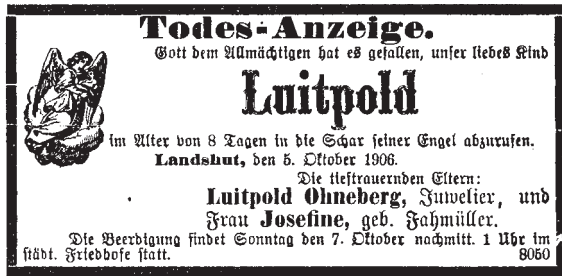 Todes-Anzeige.
Gott dem Allmächtigen hat es gefallen, unser liebes Kind
Luitpold
im Alter von 8 Tagen in die Schar seiner Engel abzurufen.
Landshut, den 5. Oktober 1906.
Die tieftrauernden Eltern:
Luitpold Ohneberg, Juwelier, und
Frau Josefine, geb. Fahmüller.
Die Beerdigung findet Sonntag den 7. Oktober nachmitt. 1 Uhr im
städt. Friedhofe statt. 8050